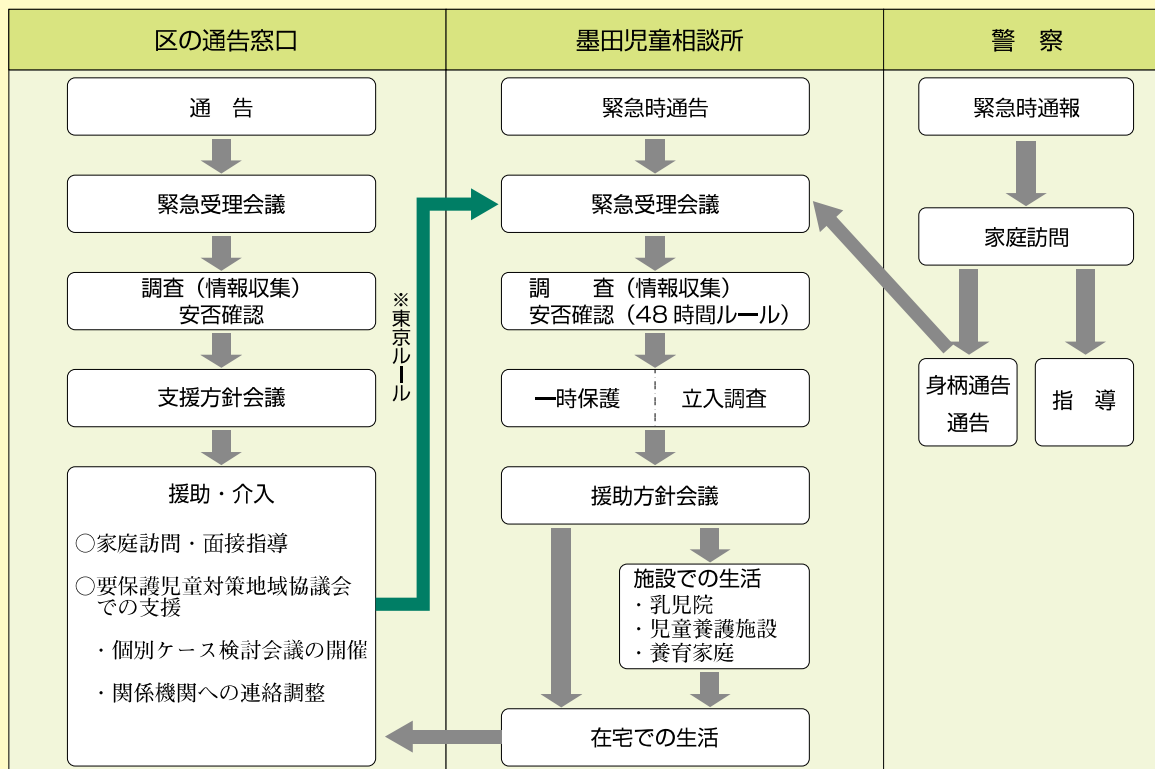 区の通告窓口
通 告
緊急受理会議
調査（情報収集）
安否確認
支援方針会議
援助・介入
○家庭訪問・面接指導
○要保護児童対策地域協議会
での支援
・個別ケース検討会議の開催
・関係機関への連絡調整
※東京ルール
墨田児童相談所
緊急時通告
緊急受理会議
調　　査（情報収集）
安否確認（48時間ルール）
一時保護
立入調査
援助方針会議
施設での生活
・乳児院
・児童養護施設
・養育家庭
在宅での生活
警 察
緊急時通報
家庭訪問
身柄通告
通告
指 導